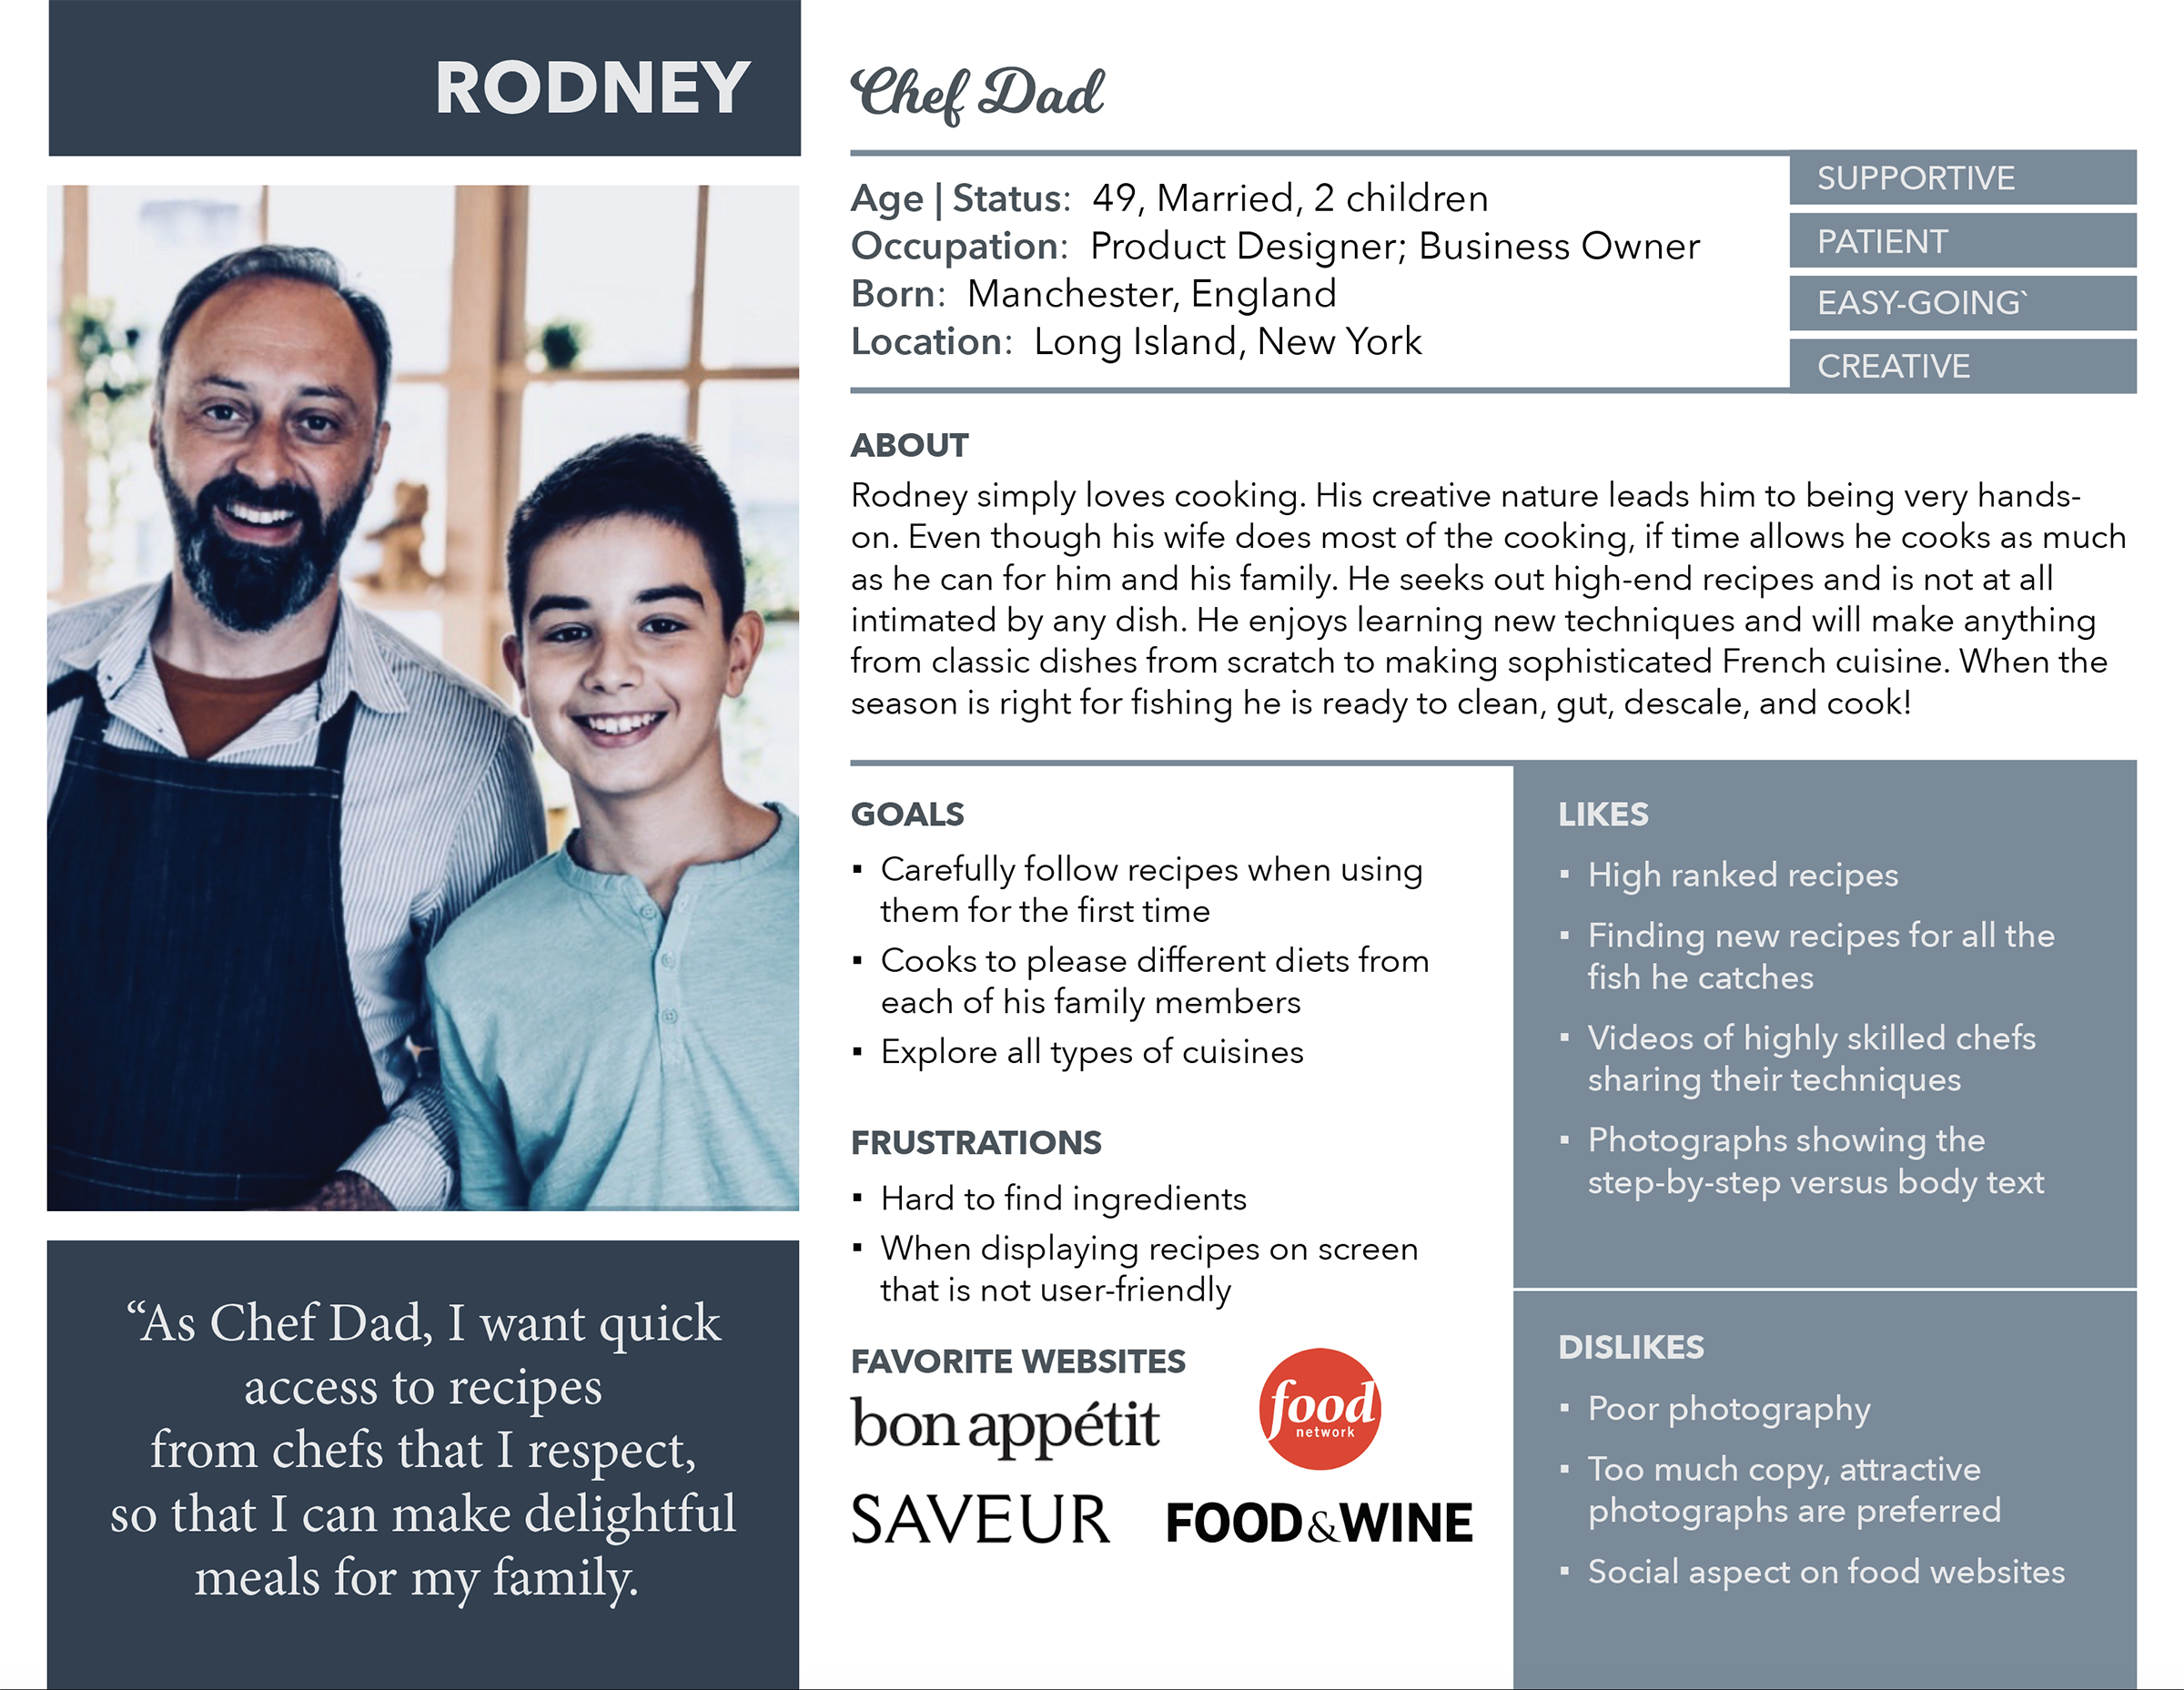 RODNEY
Chef Dad
Age | Status: 49, Married, 2 children
Occupation: Product Designer; Business Owner
Born: Manchester, England
Location: Long Island, New York
SUPPORTIVE
PATIENT
EASY-GOING`
CREATIVE
ABOUT
Rodney simply loves cooking. His creative nature leads him to being very hands-
on. Even though his wife does most of the cooking, if time allows he cooks as much
as he can for him and his family. He seeks out high-end recipes and is not at all
intimated by any dish. He enjoys learning new techniques and will make anything
from classic dishes from scratch to making sophisticated French cuisine. When the
season is right for fishing he is ready to clean, gut, descale, and cook!
GOALS
▪ Carefully follow recipes when using
them for the first time
▪ Cooks to please different diets from
each of his family members
▪ Explore all types of cuisines
FRUSTRATIONS
▪ Hard to find ingredients
▪ When displaying recipes on screen
that is not user-friendly
FAVORITE WEBSITES
bon appétit
food
network
SAVEUR
FOOD&WINE
LIKES
▪ High ranked recipes
▪ Finding new recipes for all the
fish he catches
▪ Videos of highly skilled chefs
sharing their techniques
▪ Photographs showing the
step-by-step versus body text
DISLIKES
▪ Poor photography
▪ Too much copy, attractive
photographs are preferred
▪ Social aspect on food websites
“As Chef Dad, I want quick
access to recipes
from chefs that I respect,
so that I can make delightful
meals for my family.